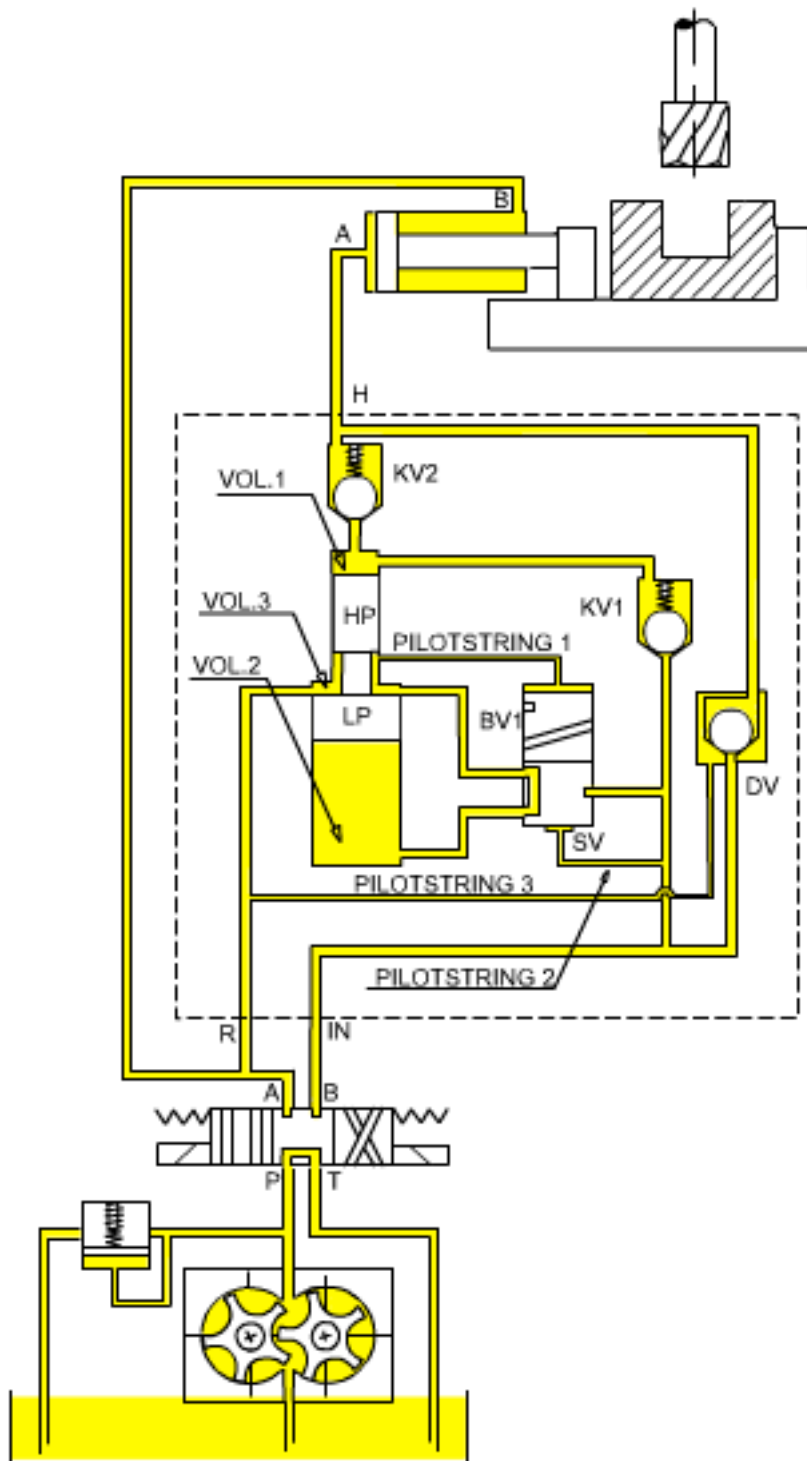 B
A
H
KV2
VOL.1
KV1
VOL.3
HP
PILOTSTRING 1
VOL.2
LP
BV1
DV
SV
PILOTSTRING 3
PILOTSTRING 2
R
IN
A
B
P
T